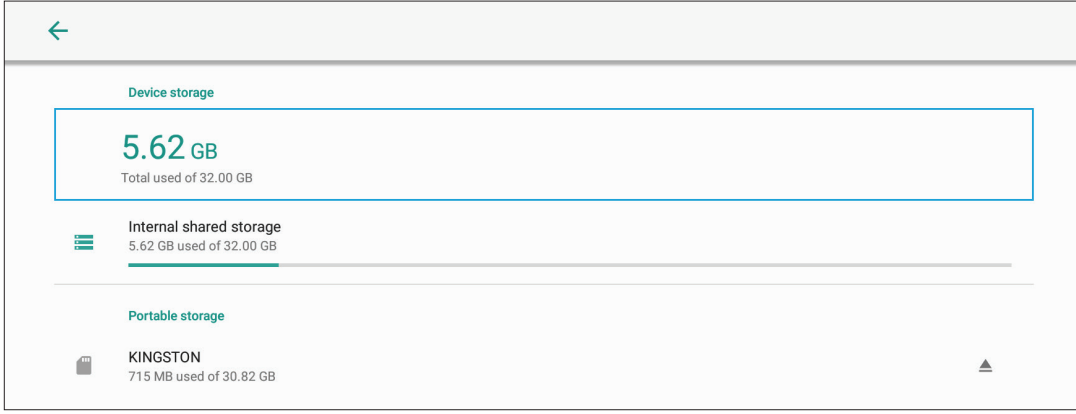 Device storage
5.62 GB
Total used of 32.00 GB
Internal shared storage
5.62 GB used of 32.00 GB
Portable storage
KINGSTON
715 MB used of 30.82 GB